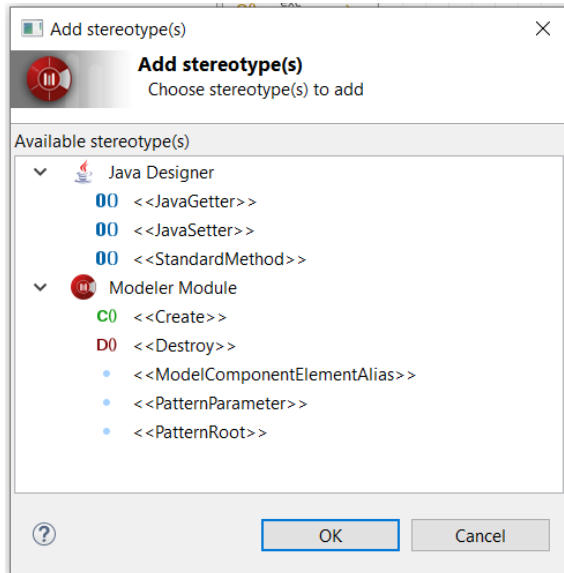 Add stereotype(s)
Add stereotype(s)
Choose stereotype(s) to add
Available stereotype(s)
Java Designer
O() <<JavaGetter>>
O() <<JavaSetter>>
O() <<StandardMethod>>
Modeler Module
C() <<Create>>
D() <<Destroy>>
<<ModelComponentElementAlias>>
<<PatternParameter>>
<<PatternRoot>>
?
OK Cancel